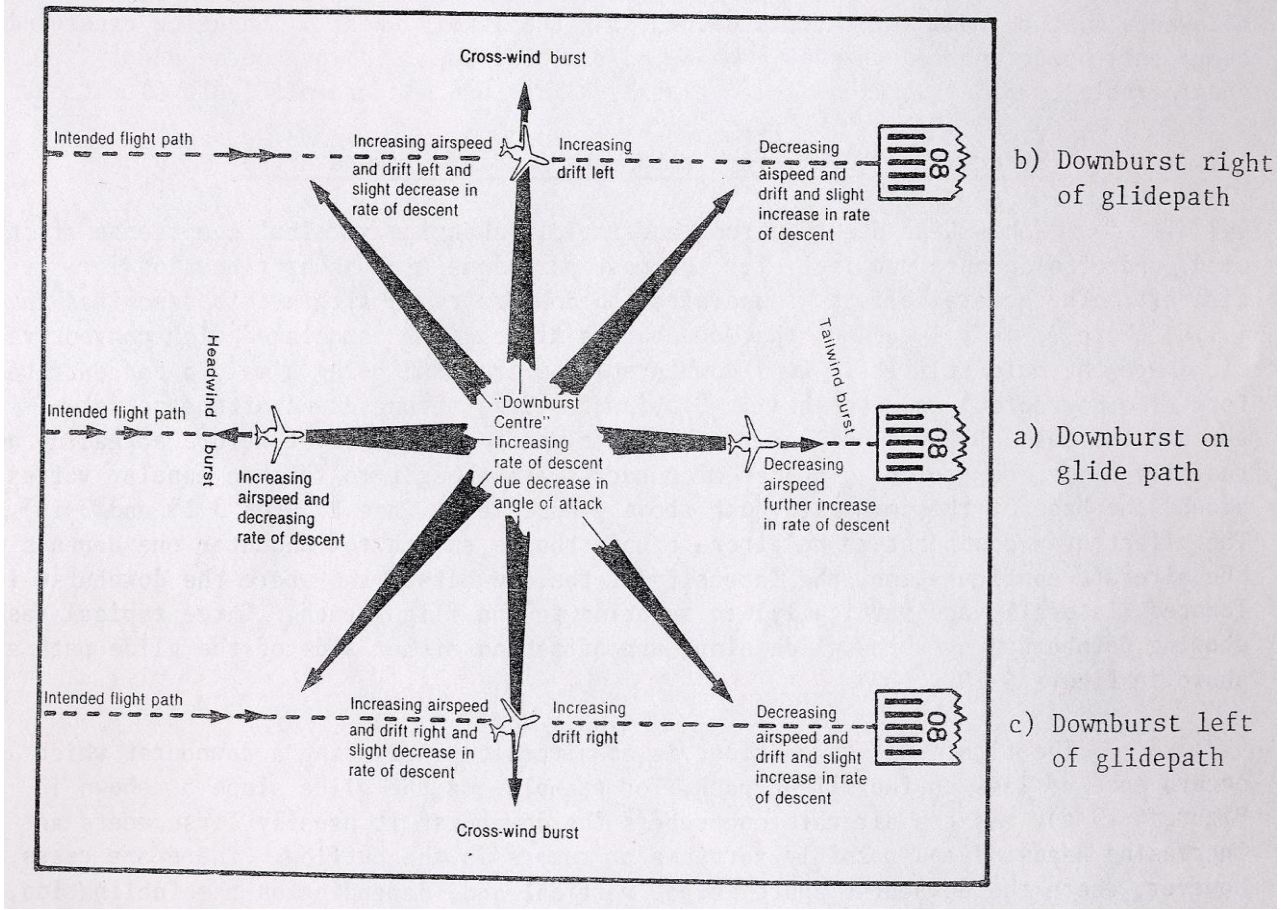 Cross-wind burst
Intended flight path
Increasing airspeed
and drift left and
slight decrease in
rate of descent
Increasing
drift left
Decreasing
aispeed and
drift and slight
increase in rate
of descent
08
b) Downburst right
of glidepath
Headwind burst
Intended flight path
Increasing
airspeed and
decreasing
rate of descent
"Downburst
Centre"
Increasing
rate of descent
due decrease in
angle of attack
Tailwind burst
Decreasing
airspeed
further increase
in rate of descent
08
a) Downburst on
glide path
Intended flight path
Increasing airspeed
and drift right and
slight decrease in
rate of descent
Increasing
drift right
Decreasing
airspeed and
drift and slight
increase in rate
of descent
08
c) Downburst left
of glidepath
Cross-wind burst